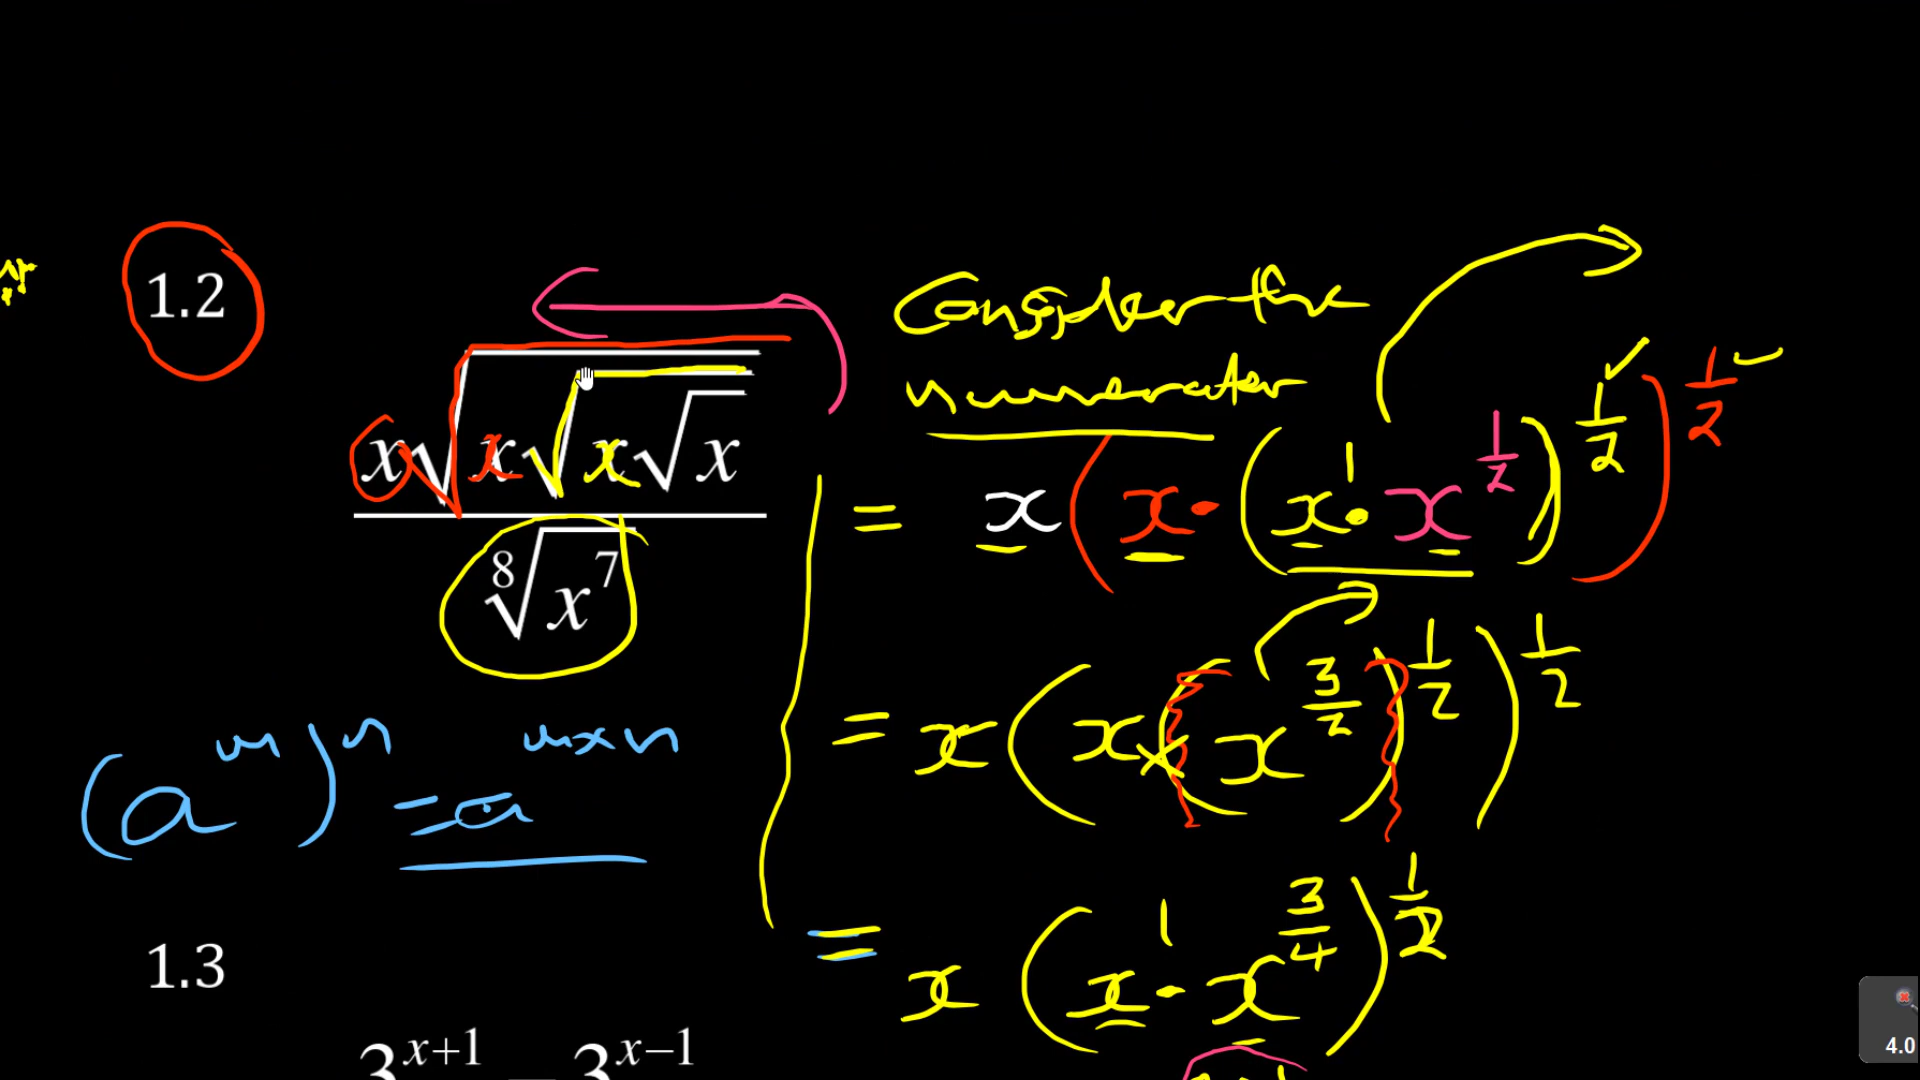 1.2
x√(x√(x√x))
⁸√x⁷
Consider the
numerator
= x(x·(x¹·x^(1/2))^(1/2))^(1/2)
= x(x×(x^(3/2))^(1/2))^(1/2)
(a^m)^n = a^(m×n)
= x(x¹·x^(3/4))^(1/2)
1.3
3^(x+1) − 3^(x−1)
4.0